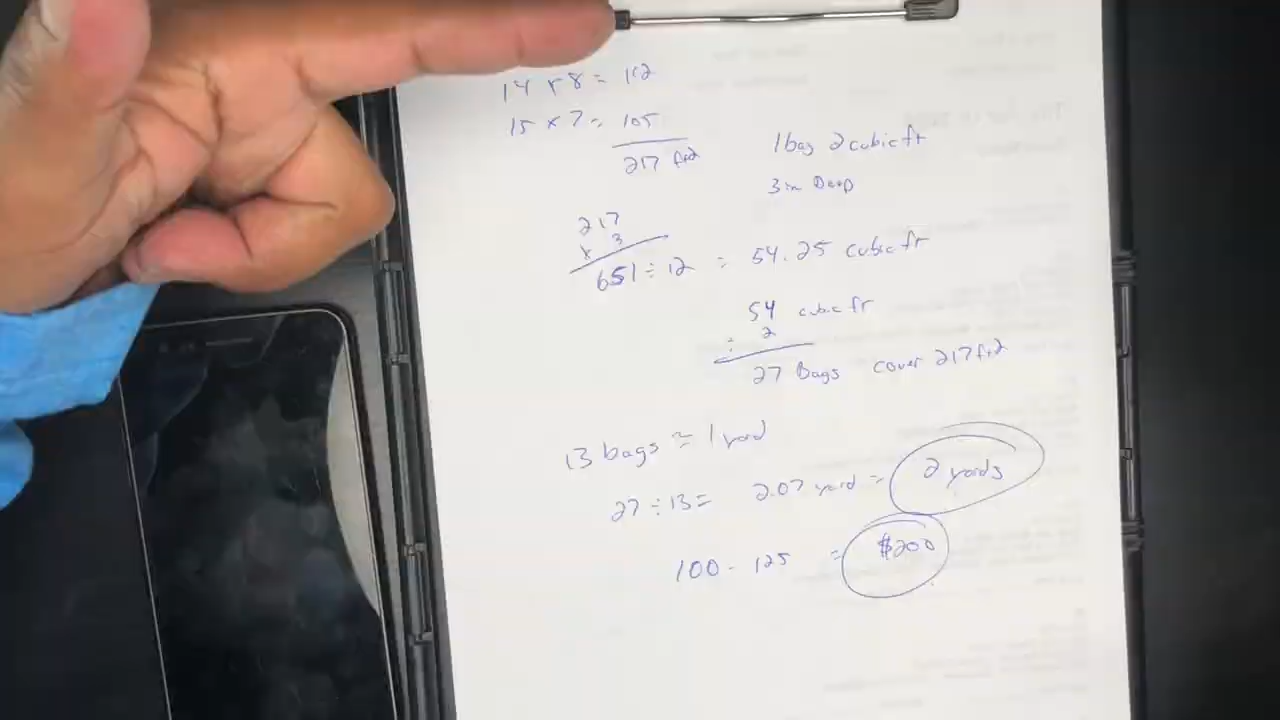 14 x 8 = 112
15 x 7 = 105
217 ft2
1 bag 2 cubic ft
3 in Deep
217
x 3
651 ÷ 12 = 54.25 cubic ft
54 cubic ft
÷ 2
27 Bags cover 217 ft2
13 bags = 1 yard
27 ÷ 13 = 2.07 yard = 2 yards
100 - 125 = $200